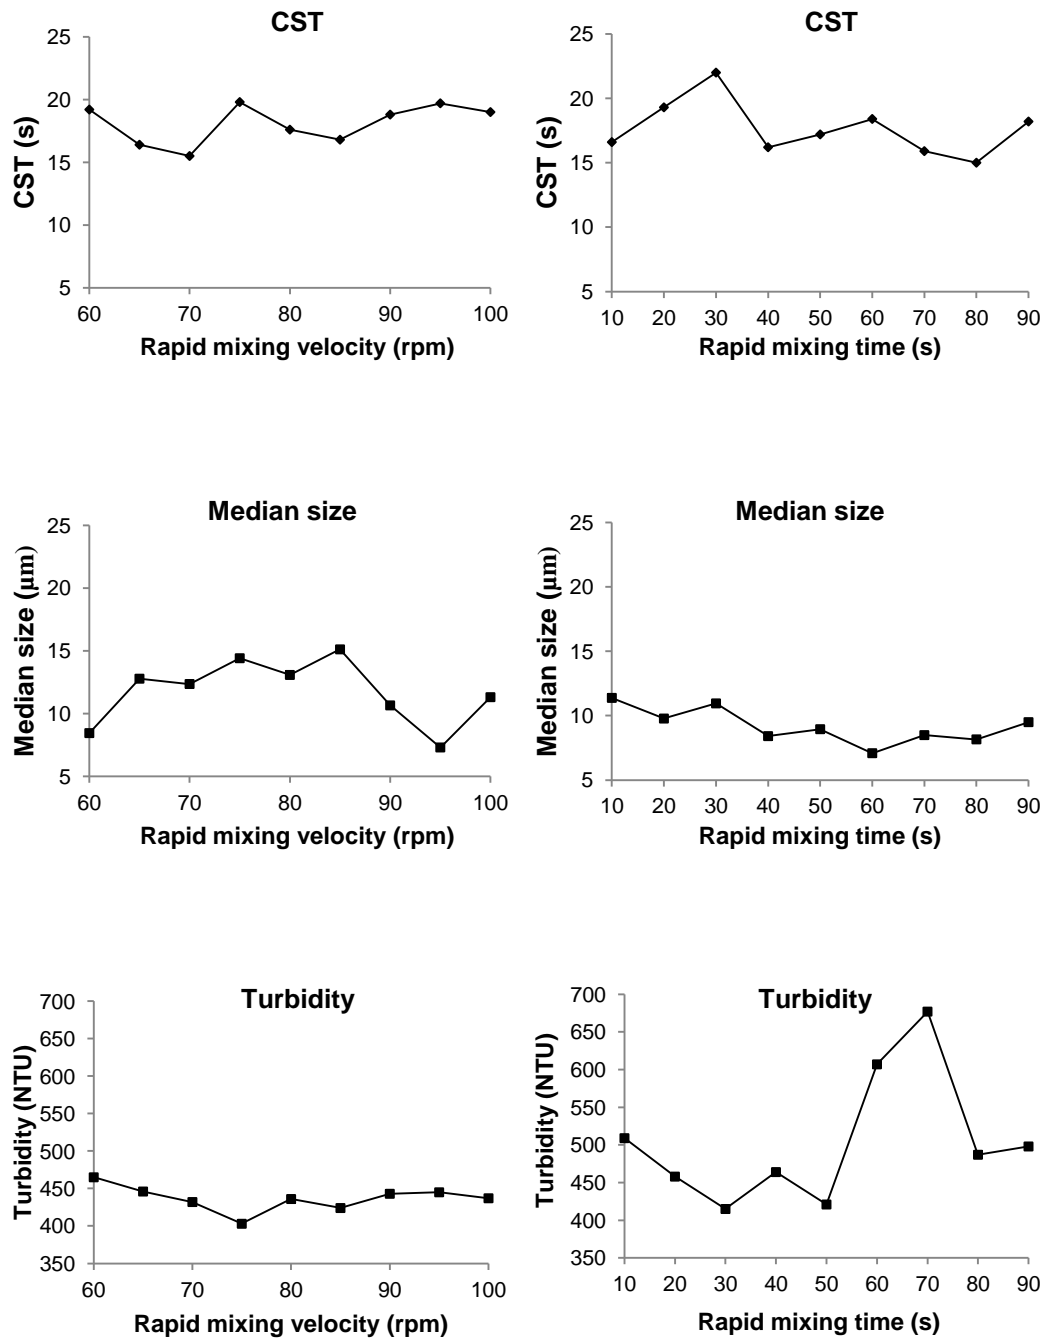 CST
25
20
15
10
5
CST (s)
60 70 80 90 100
Rapid mixing velocity (rpm)
CST
25
20
15
10
5
CST (s)
10 20 30 40 50 60 70 80 90
Rapid mixing time (s)
Median size
25
20
15
10
5
Median size (µm)
60 70 80 90 100
Rapid mixing velocity (rpm)
Median size
25
20
15
10
5
Median size (µm)
10 20 30 40 50 60 70 80 90
Rapid mixing time (s)
Turbidity
700
650
600
550
500
450
400
350
Turbidity (NTU)
60 70 80 90 100
Rapid mixing velocity (rpm)
Turbidity
700
650
600
550
500
450
400
350
Turbidity (NTU)
10 20 30 40 50 60 70 80 90
Rapid mixing time (s)